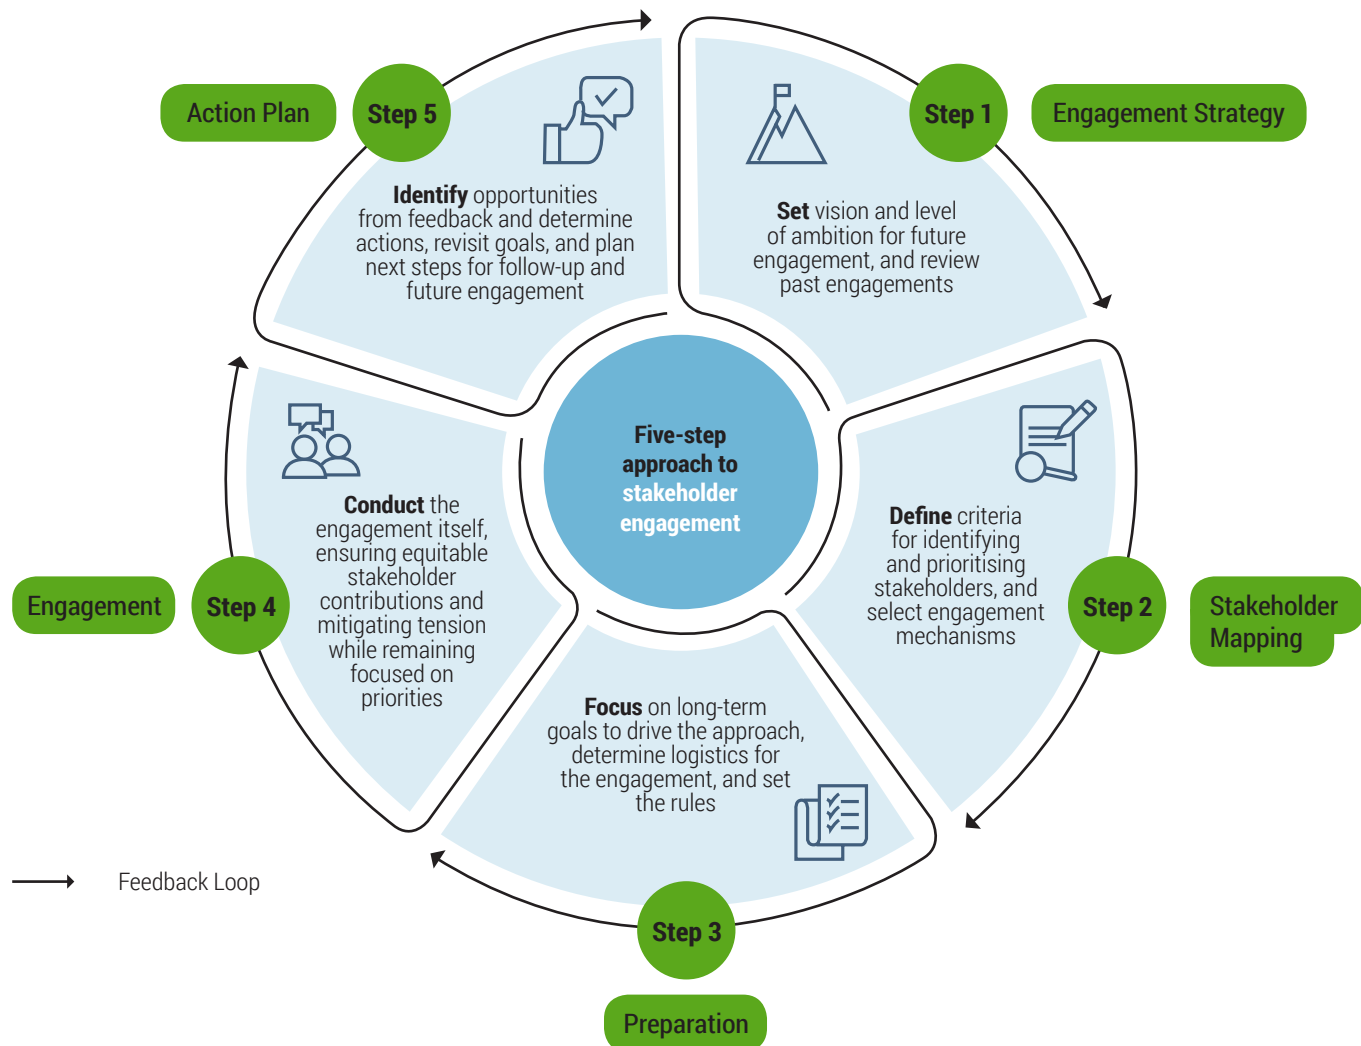 Five-step
approach to
stakeholder
engagement
Step 1
Engagement Strategy
Set vision and level
of ambition for future
engagement, and review
past engagements
Step 2
Stakeholder
Mapping
Define criteria
for identifying
and prioritising
stakeholders, and
select engagement
mechanisms
Step 3
Preparation
Focus on long-term
goals to drive the approach,
determine logistics for
the engagement, and set
the rules
Step 4
Engagement
Conduct the
engagement itself,
ensuring equitable
stakeholder
contributions and
mitigating tension
while remaining
focused on
priorities
Step 5
Action Plan
Identify opportunities
from feedback and determine
actions, revisit goals, and plan
next steps for follow-up and
future engagement
Feedback Loop